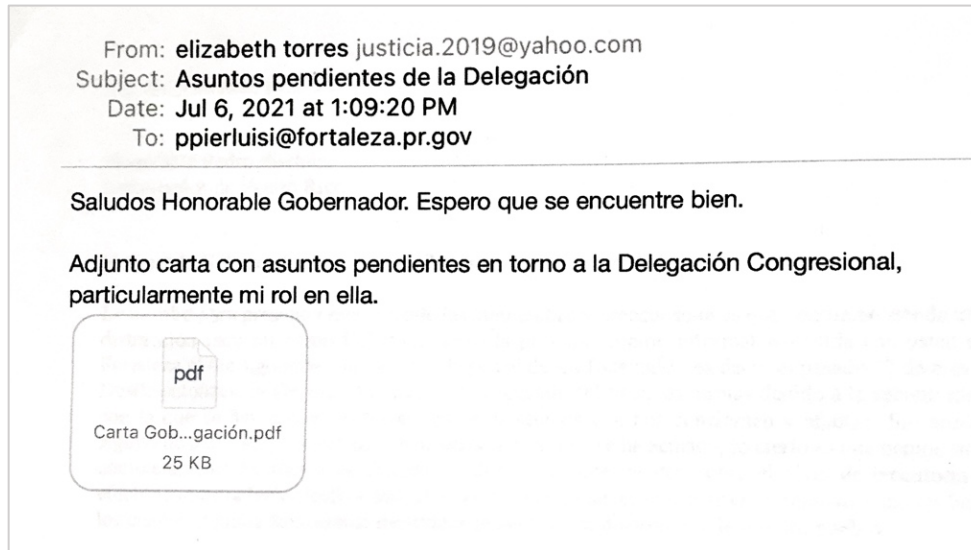 From: elizabeth torres justicia.2019@yahoo.com
Subject: Asuntos pendientes de la Delegación
Date: Jul 6, 2021 at 1:09:20 PM
To: ppierluisi@fortaleza.pr.gov
Saludos Honorable Gobernador. Espero que se encuentre bien.
Adjunto carta con asuntos pendientes en torno a la Delegación Congresional,
particularmente mi rol en ella.
pdf
Carta Gob...gación.pdf
25 KB